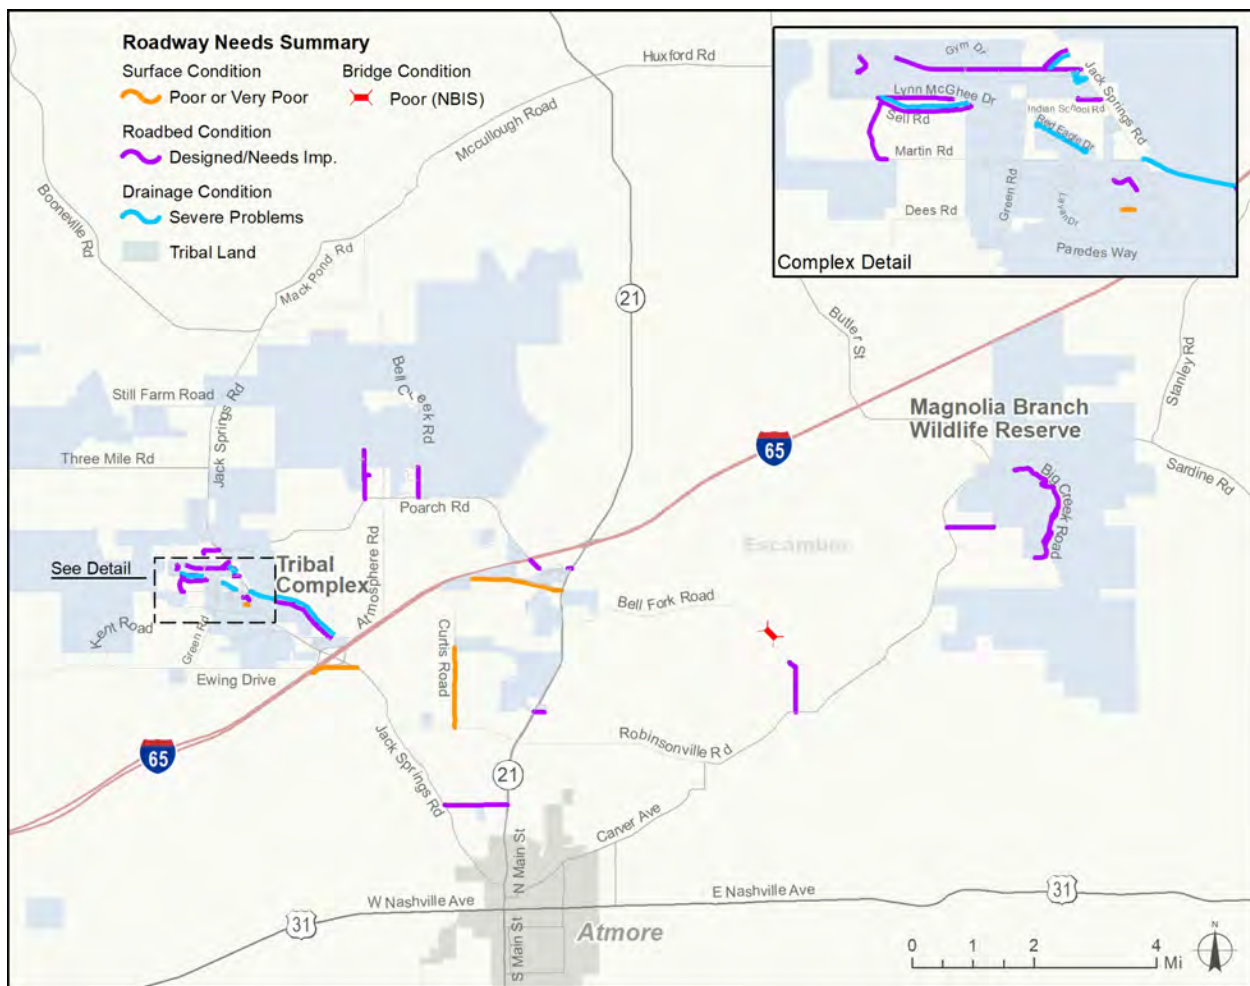 Roadway Needs Summary
Surface Condition
Poor or Very Poor
Bridge Condition
Poor (NBIS)
Roadbed Condition
Designed/Needs Imp.
Drainage Condition
Severe Problems
Tribal Land
Huxford Rd
Mccullough Road
Booneville Rd
Mack Pond Rd
21
Gym Dr
Jack Springs Rd
Lynn McGhee Dr
Indian School Rd
Sell Rd
Red Eagle Dr
Martin Rd
Green Rd
Dees Rd
Lavan Dr
Paredes Way
Complex Detail
Butler St
Stanley Rd
Still Farm Road
Jack Springs Rd
Three Mile Rd
Bell Creek Rd
Magnolia Branch
Wildlife Reserve
65
Sardine Rd
Big Creek Road
Poarch Rd
Escambia
See Detail
Tribal
Complex
Atmosphere Rd
Bell Fork Road
Kent Road
Green Rd
Ewing Drive
Curtis Road
65
Jack Springs Rd
Robinsonville Rd
21
Carver Ave
N Main St
W Nashville Ave
E Nashville Ave
31
31
S Main St
Atmore
N
0 1 2 4
Mi